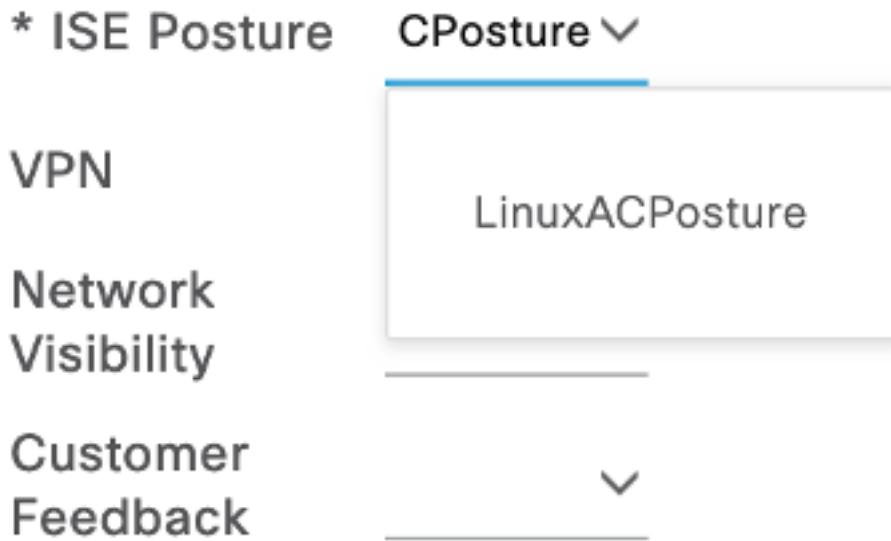 * ISE Posture CPosture
VPN
LinuxACPosture
Network
Visibility
Customer
Feedback